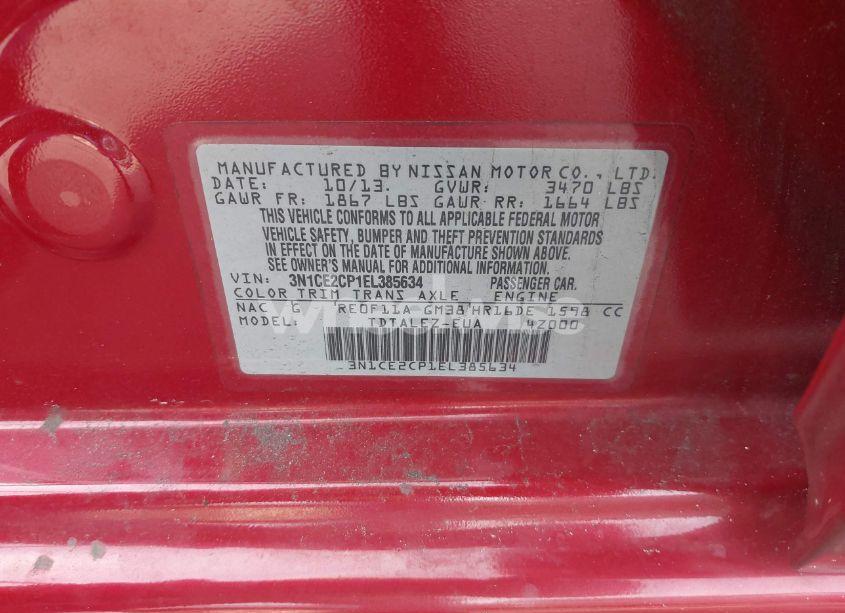 MANUFACTURED BY NISSAN MOTOR CO., LTD.
DATE: 10/13. GVWR: 3470 LBS
GAWR FR: 1867 LBS GAWR RR: 1664 LBS
THIS VEHICLE CONFORMS TO ALL APPLICABLE FEDERAL MOTOR
VEHICLE SAFETY, BUMPER AND THEFT PREVENTION STANDARDS
IN EFFECT ON THE DATE OF MANUFACTURE SHOWN ABOVE.
SEE OWNER'S MANUAL FOR ADDITIONAL INFORMATION.
VIN: 3N1CE2CP1EL385634 PASSENGER CAR.
COLOR TRIM TRANS AXLE ENGINE
NAC G RE0F11A GM38 HR16DE 1598 CC
MODEL: TDTALFZ-EUA 4Z000
3N1CE2CP1EL385634